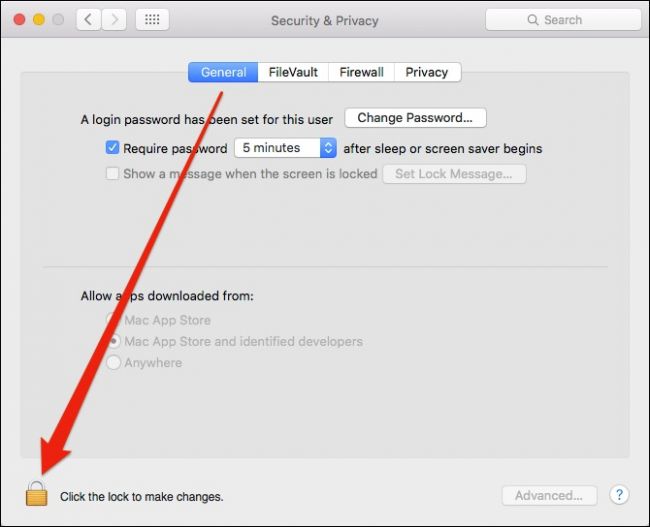 Security & Privacy
Search
General
FileVault
Firewall
Privacy
A login password has been set for this user
Change Password...
Require password
5 minutes
after sleep or screen saver begins
Show a message when the screen is locked
Set Lock Message...
Allow apps downloaded from:
Mac App Store
Mac App Store and identified developers
Anywhere
Click the lock to make changes.
Advanced...
?